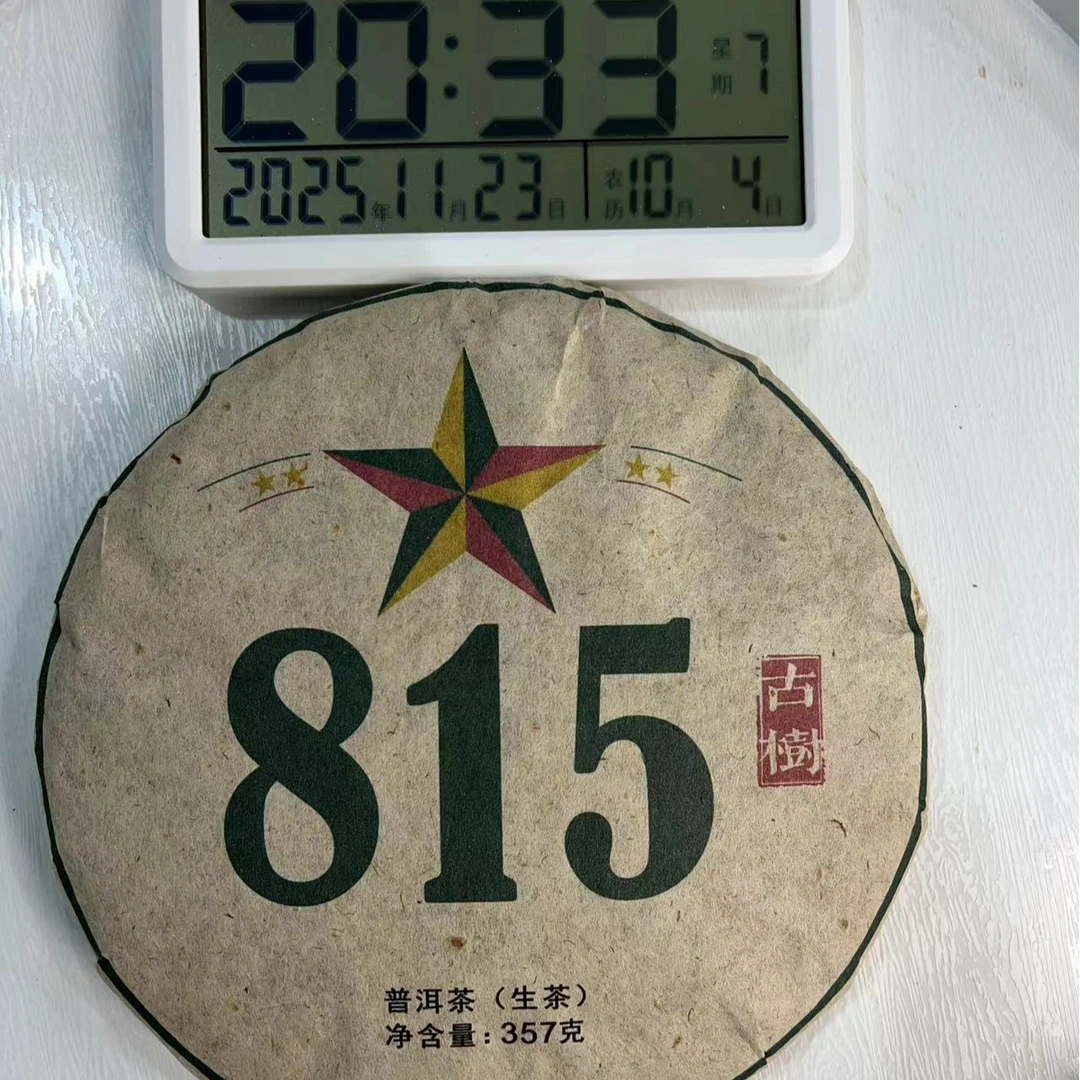 20:33
星期7
2025年11月23日
农历10月4日
815
古樹
普洱茶（生茶）
净含量：357克